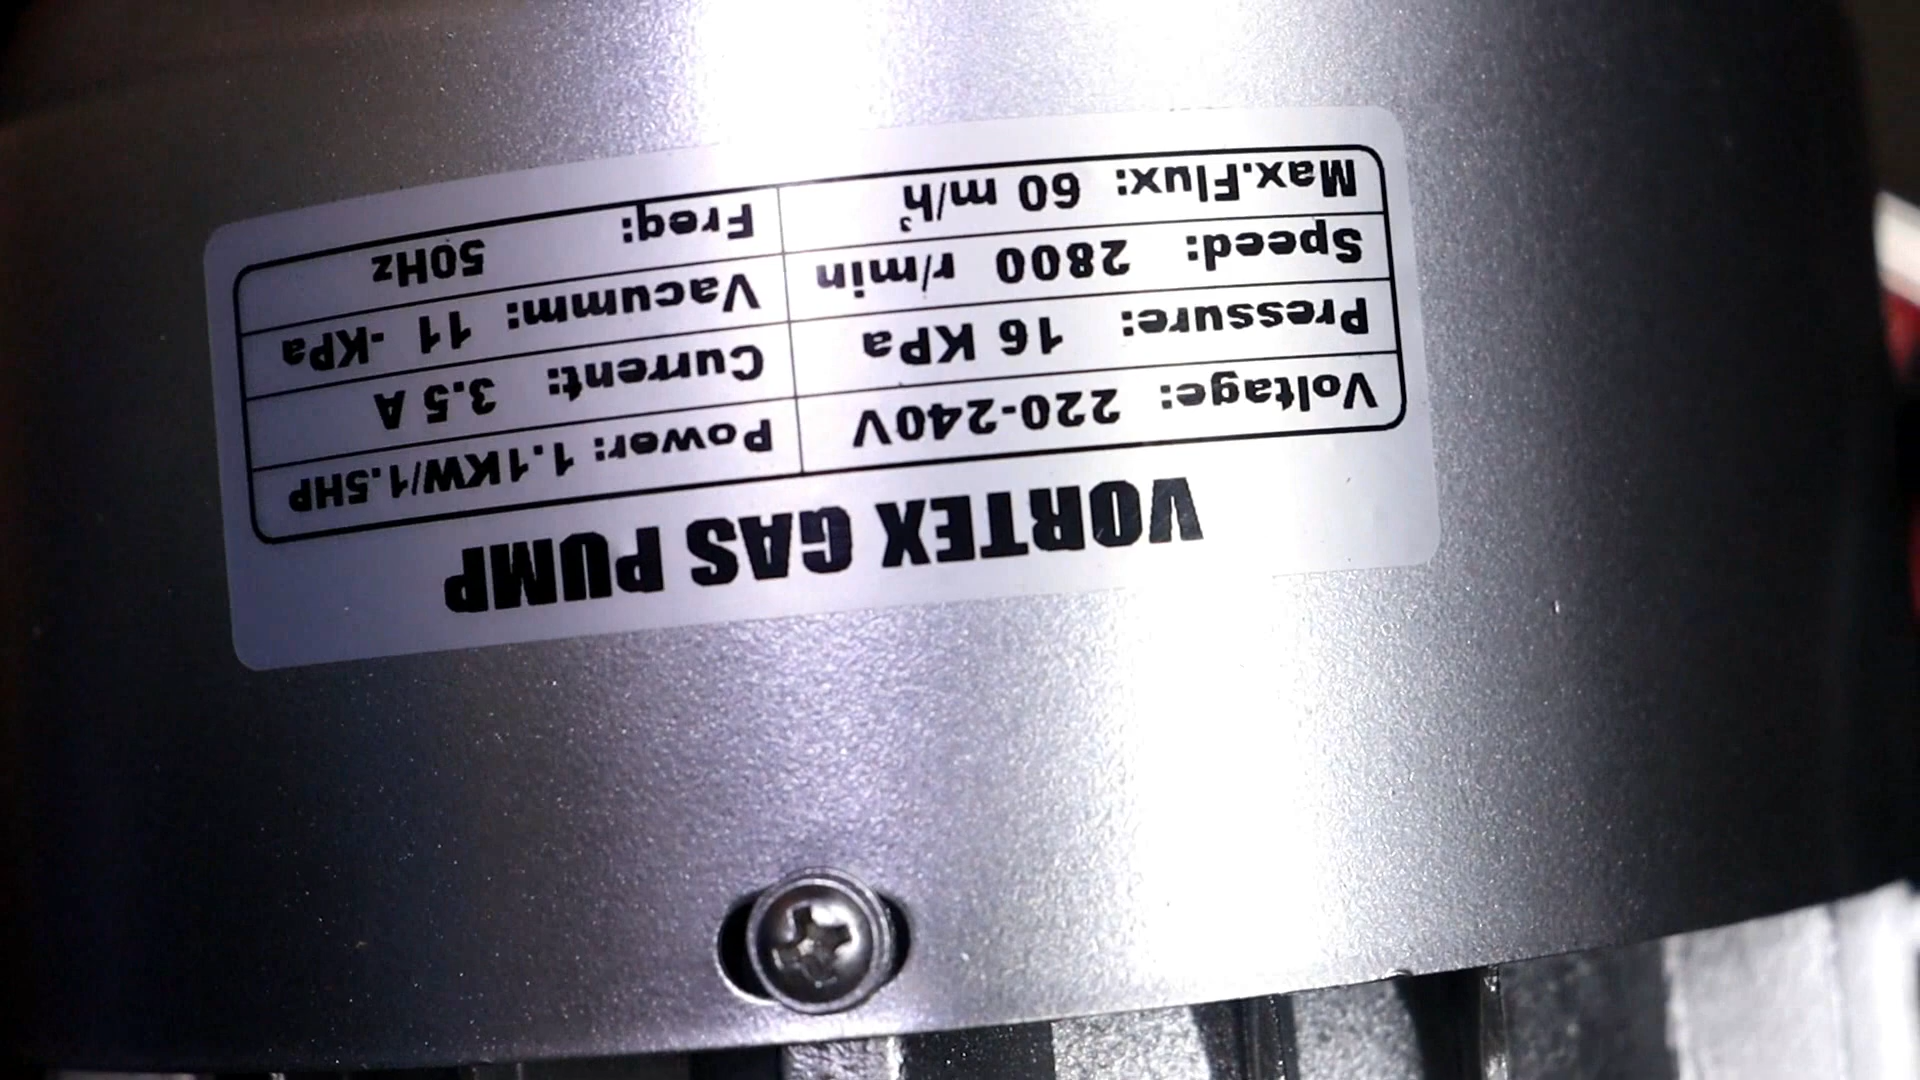 VORTEX GAS PUMP
Voltage: 220-240V Power: 1.1KW/1.5HP
Pressure: 16 KPa Current: 3.5 A
Speed: 2800 r/min Vacumm: 11 -KPa
Max.Flux: 60 m³/h Freq: 50Hz